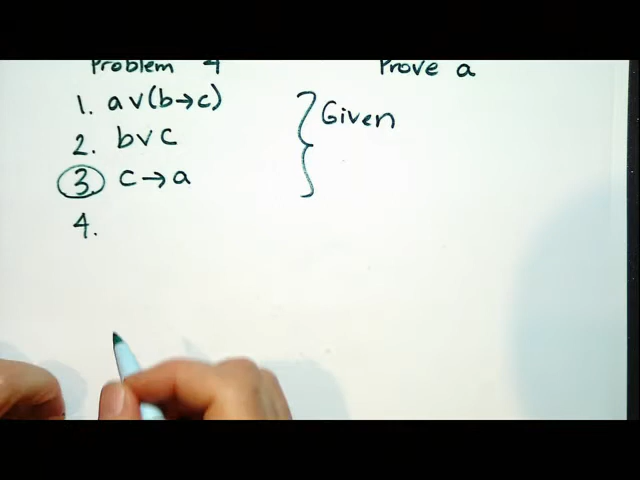 Problem 4
Prove a
1. a∨(b→c)
Given
2. b∨c
3. c→a
4.